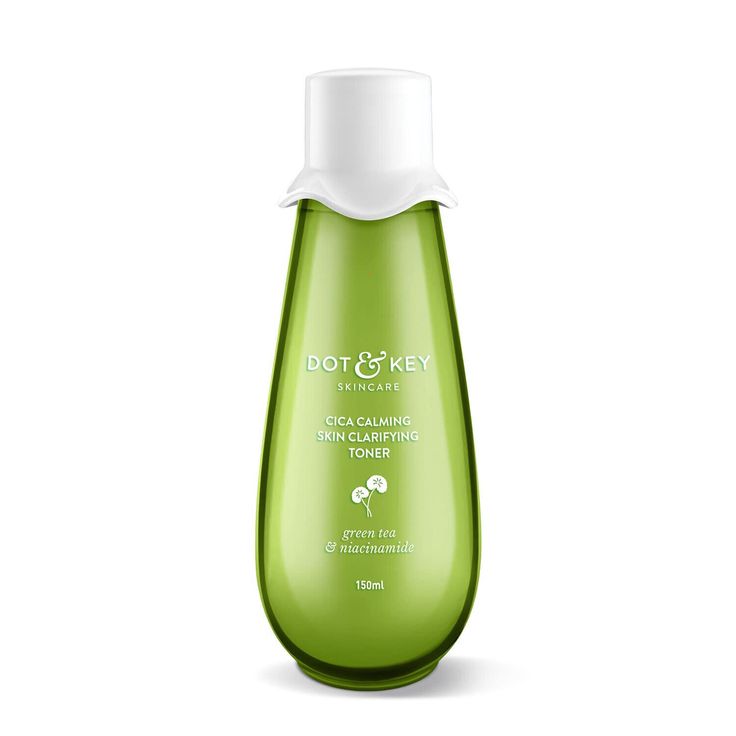 DOT & KEY
SKINCARE
CICA CALMING
SKIN CLARIFYING
TONER
green tea
& niacinamide
150ml